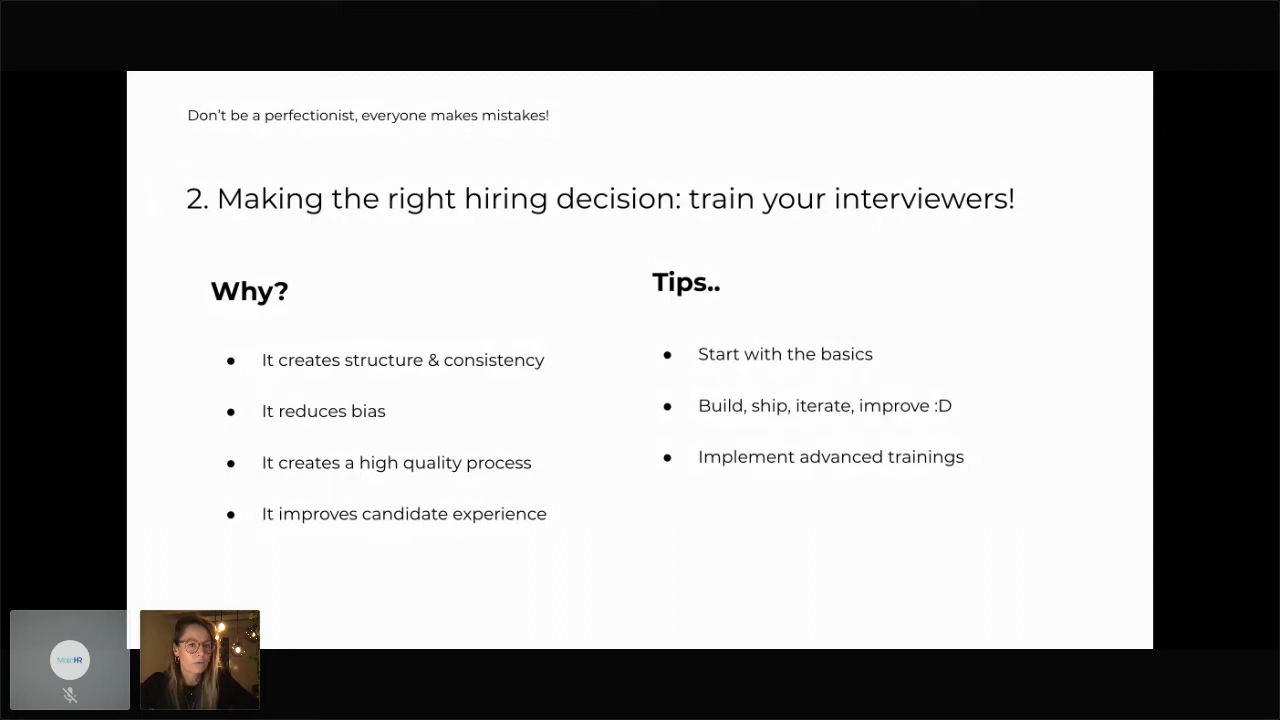 Don't be a perfectionist, everyone makes mistakes!
2. Making the right hiring decision: train your interviewers!
Why?
● It creates structure & consistency
● It reduces bias
● It creates a high quality process
● It improves candidate experience
Tips..
● Start with the basics
● Build, ship, iterate, improve :D
● Implement advanced trainings